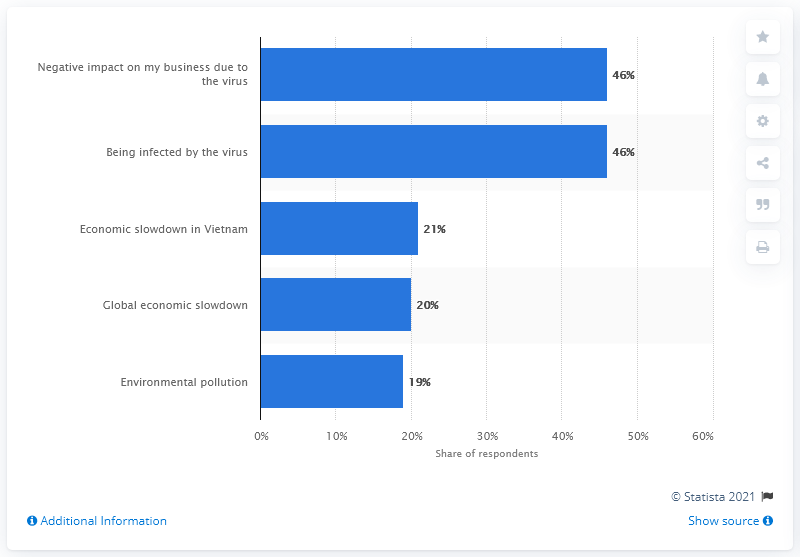 Negative impact on my business due to
the virus
46%
Being infected by the virus
46%
Economic slowdown in Vietnam
21%
Global economic slowdown
20%
Environmental pollution
19%
0% 10% 20% 30% 40% 50% 60%
Share of respondents
© Statista 2021
Additional Information
Show source